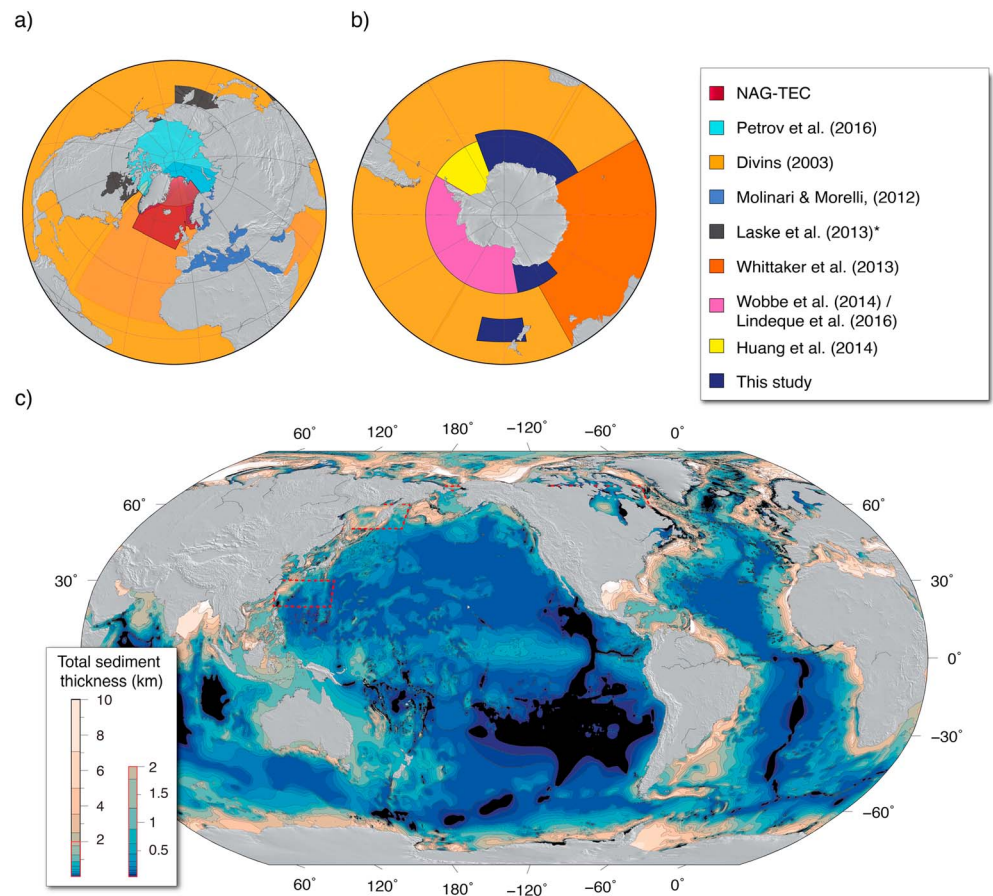 a)
b)
NAG-TEC
Petrov et al. (2016)
Divins (2003)
Molinari & Morelli, (2012)
Laske et al. (2013)*
Whittaker et al. (2013)
Wobbe et al. (2014) /
Lindeque et al. (2016)
Huang et al. (2014)
This study
c)
60° 120° 180° −120° −60° 0°
60° 60°
30° 30°
0°
−30°
−60°
Total sediment
thickness (km)
10
8
6
4
2
2
1.5
1
0.5
60° 120° 180° −120° −60° 0°